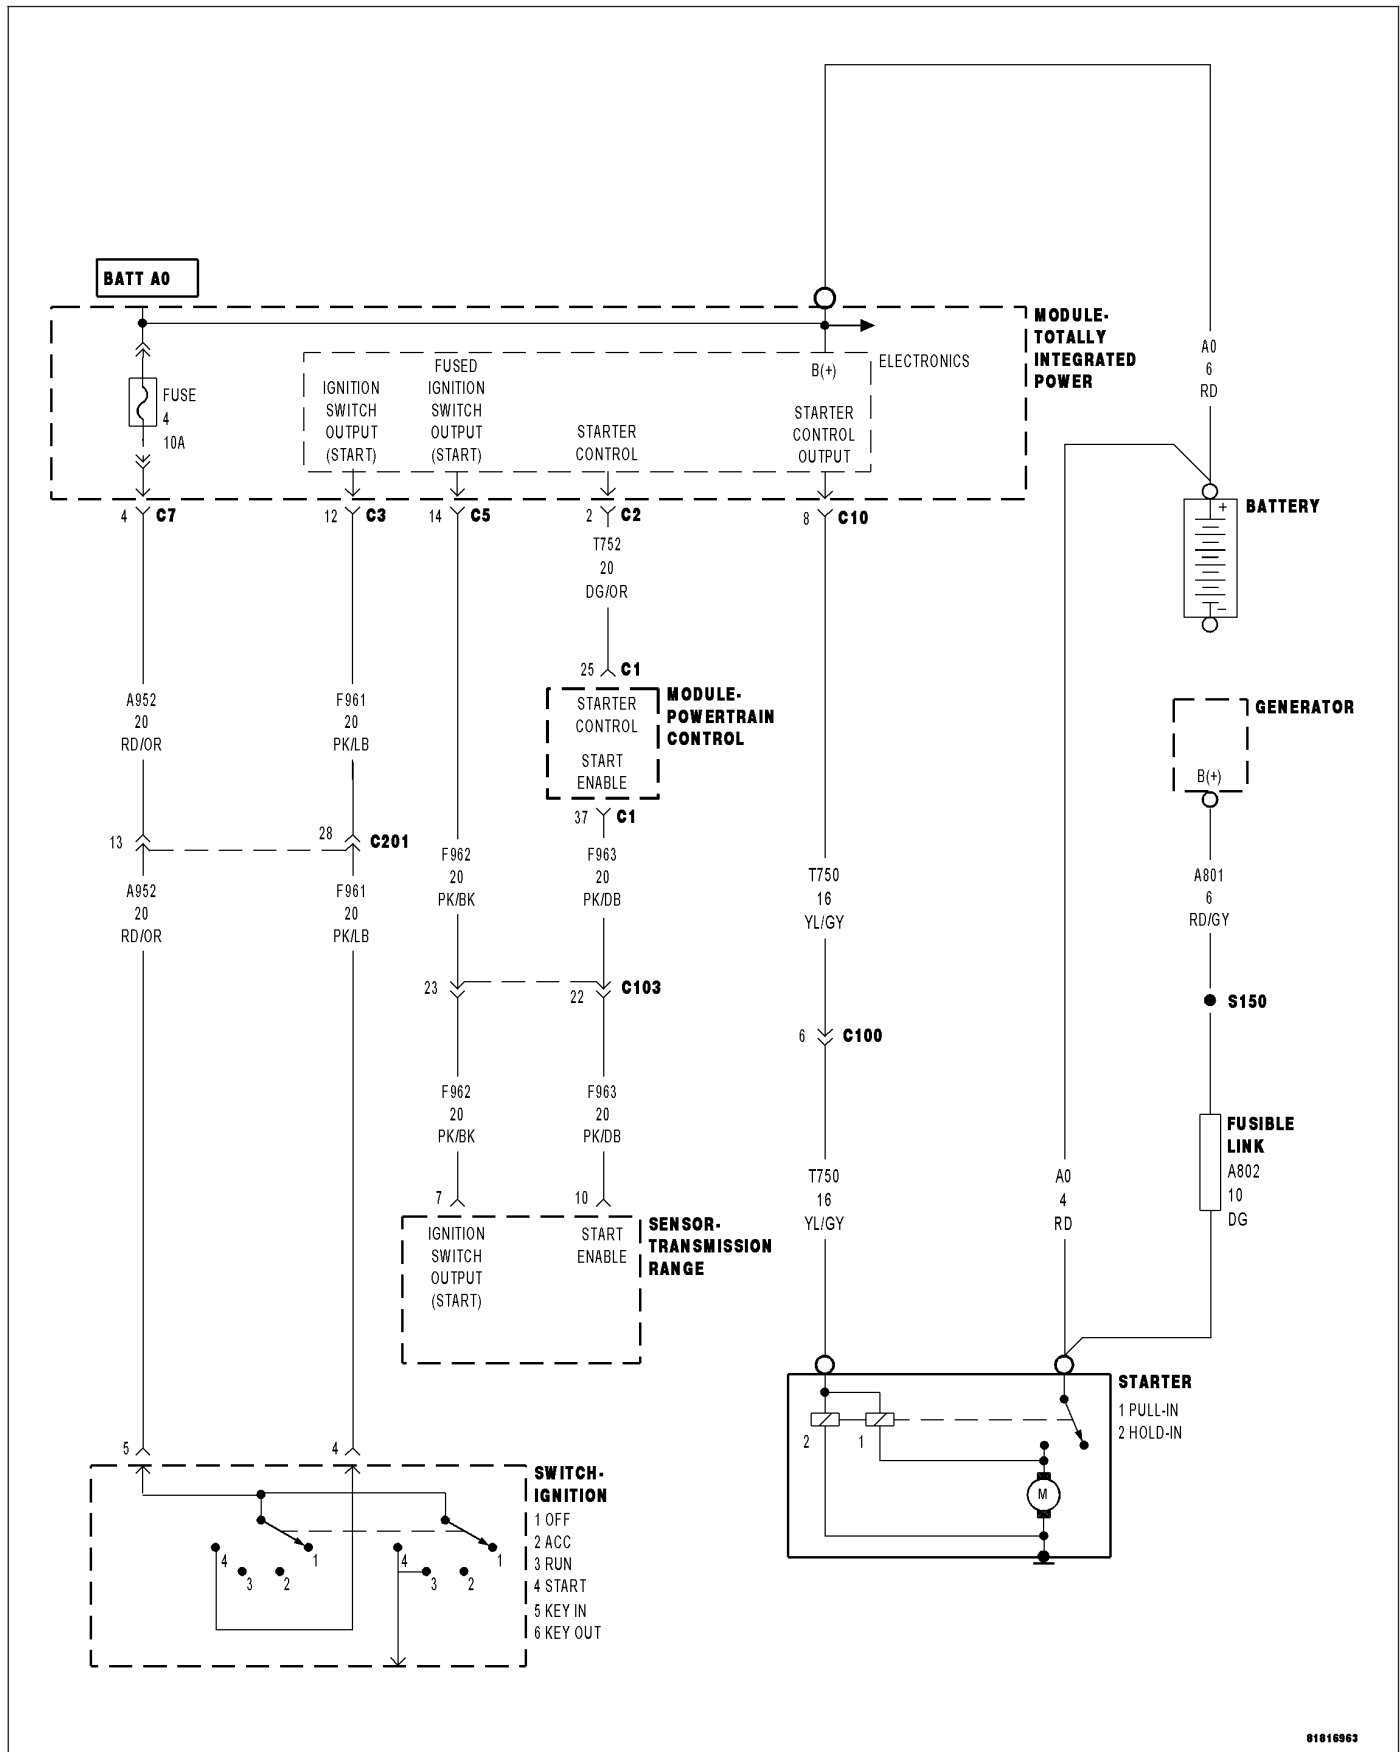 BATT A0
MODULE-
TOTALLY
INTEGRATED
POWER
A0
6
RD
ELECTRONICS
B(+)
FUSE
4
10A
IGNITION
SWITCH
OUTPUT
(START)
FUSED
IGNITION
SWITCH
OUTPUT
(START)
STARTER
CONTROL
STARTER
CONTROL
OUTPUT
4 C7
12 C3
14 C5
2 C2
8 C10
BATTERY
+
−
T752
20
DG/OR
25 C1
MODULE-
POWERTRAIN
CONTROL
STARTER
CONTROL
START
ENABLE
37 C1
GENERATOR
B(+)
A952
20
RD/OR
F961
20
PK/LB
13
28 C201
A952
20
RD/OR
F961
20
PK/LB
F962
20
PK/BK
F963
20
PK/DB
T750
16
YL/GY
A801
6
RD/GY
23
22 C103
S150
6 C100
F962
20
PK/BK
F963
20
PK/DB
T750
16
YL/GY
A0
4
RD
FUSIBLE
LINK
A802
10
DG
7
10
IGNITION
SWITCH
OUTPUT
(START)
START
ENABLE
SENSOR-
TRANSMISSION
RANGE
STARTER
1 PULL-IN
2 HOLD-IN
2
1
M
5
4
SWITCH-
IGNITION
1 OFF
2 ACC
3 RUN
4 START
5 KEY IN
6 KEY OUT
4
3
2
1
4
3
2
1
81816963